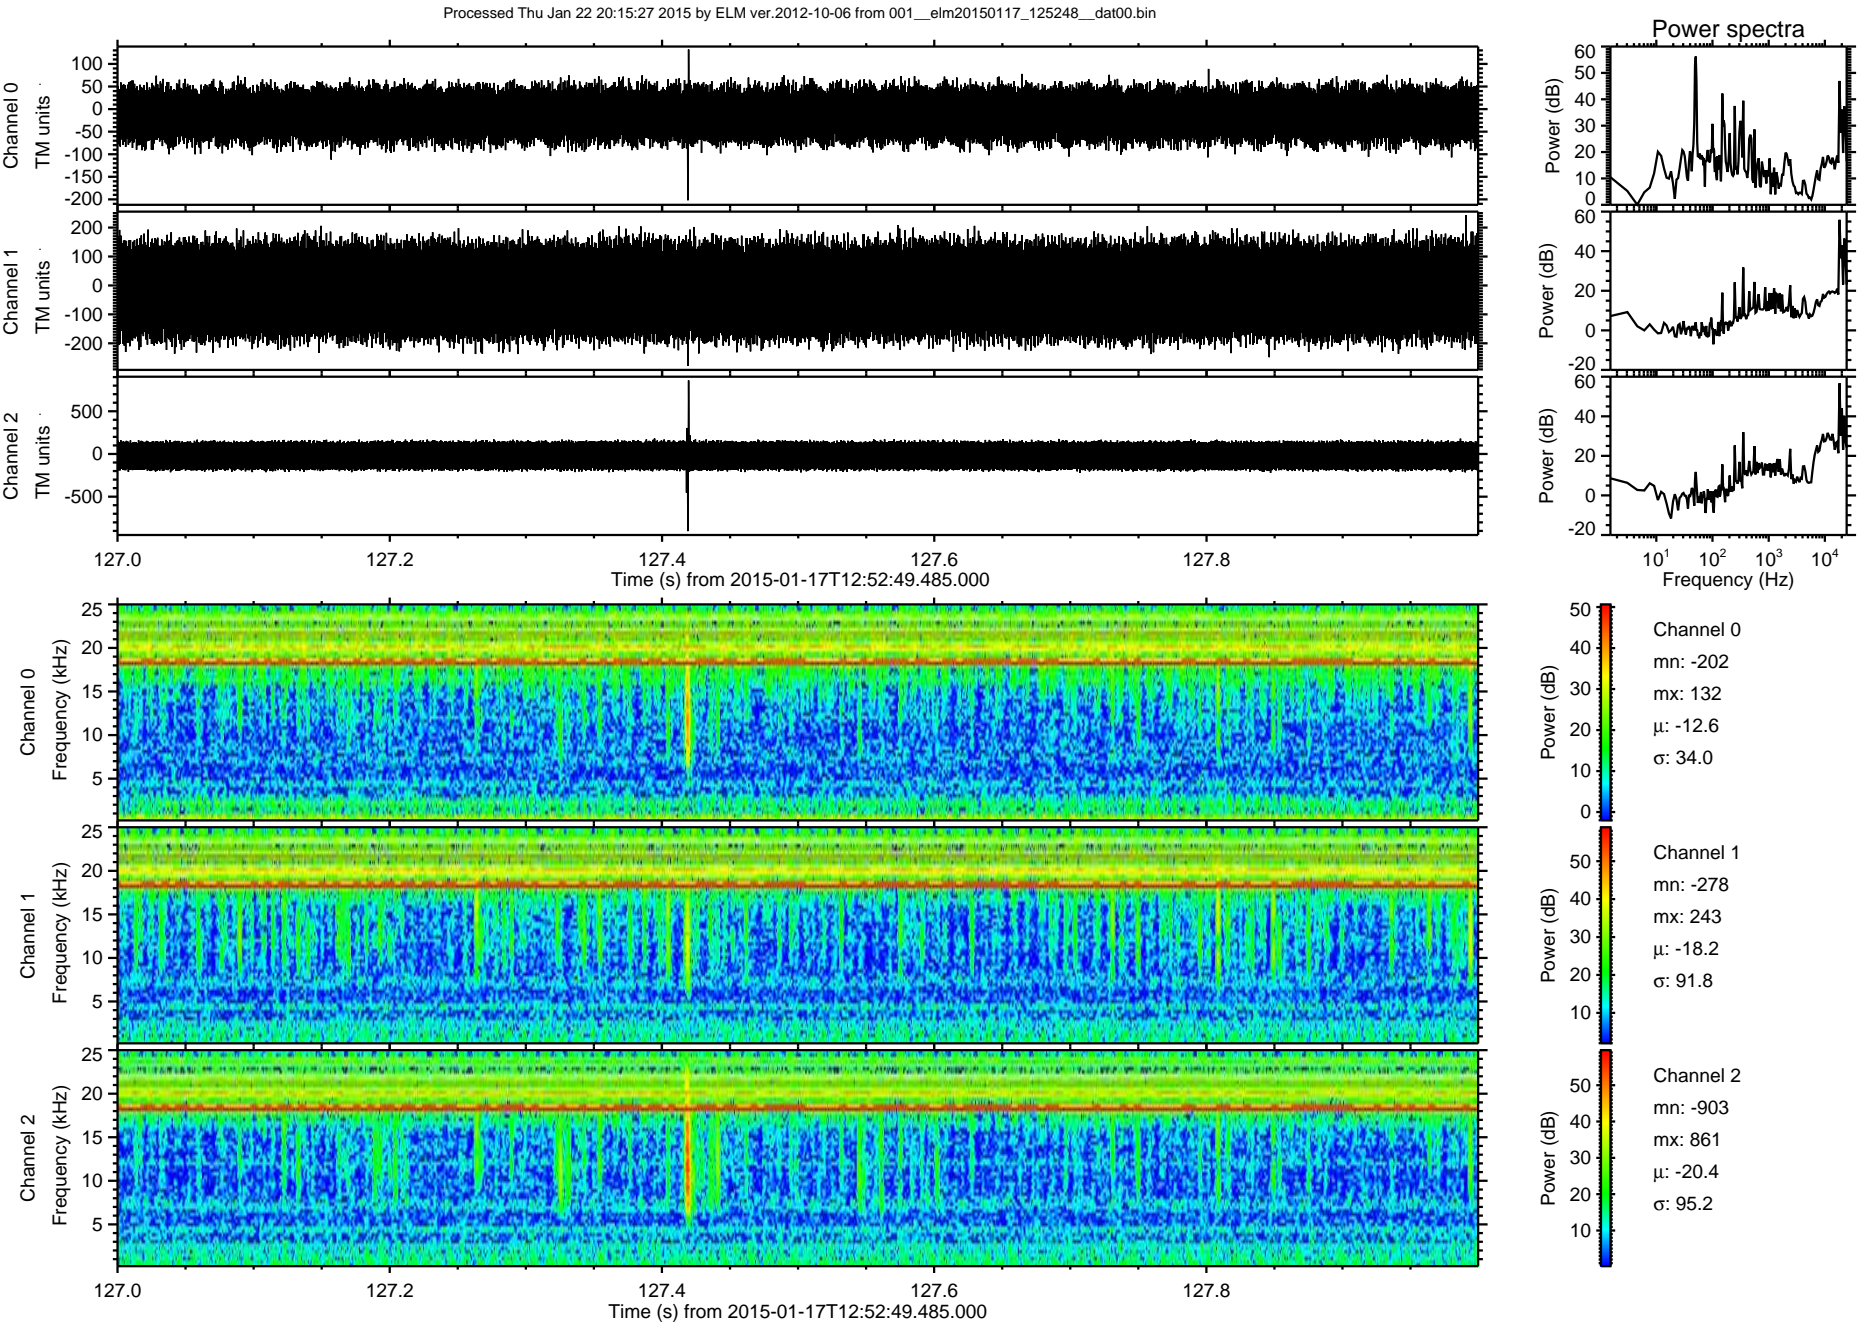 Processed Thu Jan 22 20:15:27 2015 by ELM ver.2012-10-06 from 001__elm20150117_125248__dat00.bin
Power spectra
Channel 0
TM units
100
50
0
-50
-100
-150
-200
Power (dB)
60
50
40
30
20
10
0
Channel 1
TM units
200
100
0
-100
-200
Power (dB)
60
40
20
0
-20
Channel 2
TM units
500
0
-500
Power (dB)
60
40
20
0
-20
127.0 127.2 127.4 127.6 127.8
Time (s) from 2015-01-17T12:52:49.485.000
10¹ 10² 10³ 10⁴
Frequency (Hz)
Channel 0
Frequency (kHz)
25
20
15
10
5
Power (dB)
50
40
30
20
10
0
Channel 0
mn: -202
mx: 132
μ: -12.6
σ: 34.0
Channel 1
Frequency (kHz)
25
20
15
10
5
Power (dB)
50
40
30
20
10
Channel 1
mn: -278
mx: 243
μ: -18.2
σ: 91.8
Channel 2
Frequency (kHz)
25
20
15
10
5
Power (dB)
50
40
30
20
10
Channel 2
mn: -903
mx: 861
μ: -20.4
σ: 95.2
127.0 127.2 127.4 127.6 127.8
Time (s) from 2015-01-17T12:52:49.485.000